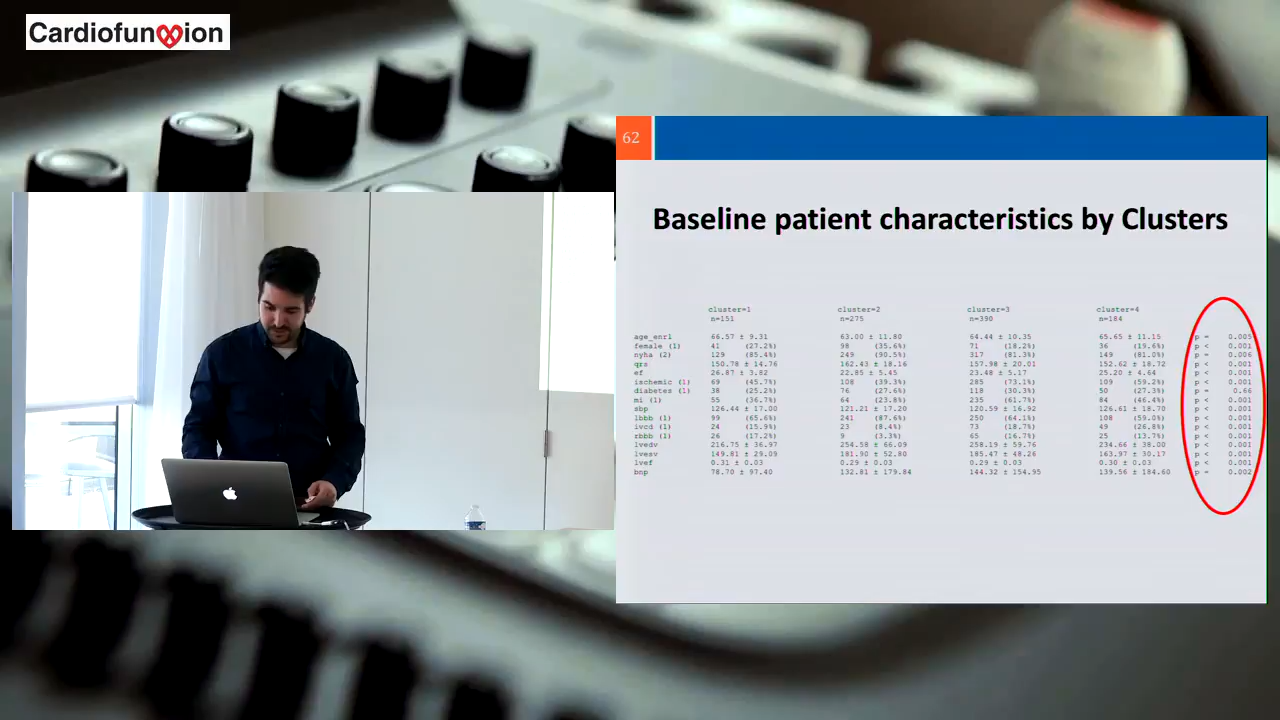 Cardiofunion
62
Baseline patient characteristics by Clusters
cluster=1 cluster=2 cluster=3 cluster=4
n=151 n=275 n=390 n=184
age_enrl 66.57 ± 9.31 63.00 ± 11.80 64.44 ± 10.35 65.65 ± 11.15 p = 0.005
female (1) 41 (27.2%) 98 (35.6%) 71 (18.2%) 36 (19.6%) p < 0.001
nyha (2) 129 (85.4%) 249 (90.5%) 317 (81.3%) 149 (81.0%) p = 0.006
qrs 150.78 ± 14.76 162.43 ± 18.16 157.98 ± 20.01 152.62 ± 18.72 p < 0.001
ef 26.87 ± 3.82 22.85 ± 5.45 23.48 ± 5.17 25.20 ± 4.64 p < 0.001
ischemic (1) 69 (45.7%) 108 (39.3%) 285 (73.1%) 109 (59.2%) p < 0.001
diabetes (1) 38 (25.2%) 76 (27.6%) 118 (30.3%) 50 (27.3%) p = 0.66
mi (1) 55 (36.7%) 64 (23.8%) 235 (61.7%) 84 (46.4%) p < 0.001
sbp 126.44 ± 17.00 121.21 ± 17.20 120.59 ± 16.92 126.61 ± 18.70 p < 0.001
lbbb (1) 99 (65.6%) 241 (87.6%) 250 (64.1%) 108 (59.0%) p < 0.001
ivcd (1) 24 (15.9%) 23 (8.4%) 73 (18.7%) 49 (26.8%) p < 0.001
rbbb (1) 26 (17.2%) 9 (3.3%) 65 (16.7%) 25 (13.7%) p < 0.001
lvedv 216.75 ± 36.97 254.58 ± 66.09 258.19 ± 59.76 234.66 ± 38.00 p < 0.001
lvesv 149.81 ± 29.09 181.90 ± 52.80 185.47 ± 48.26 163.97 ± 30.17 p < 0.001
lvef 0.31 ± 0.03 0.29 ± 0.03 0.29 ± 0.03 0.30 ± 0.03 p < 0.001
bnp 78.70 ± 97.40 132.81 ± 179.84 144.32 ± 154.95 139.56 ± 184.60 p = 0.002